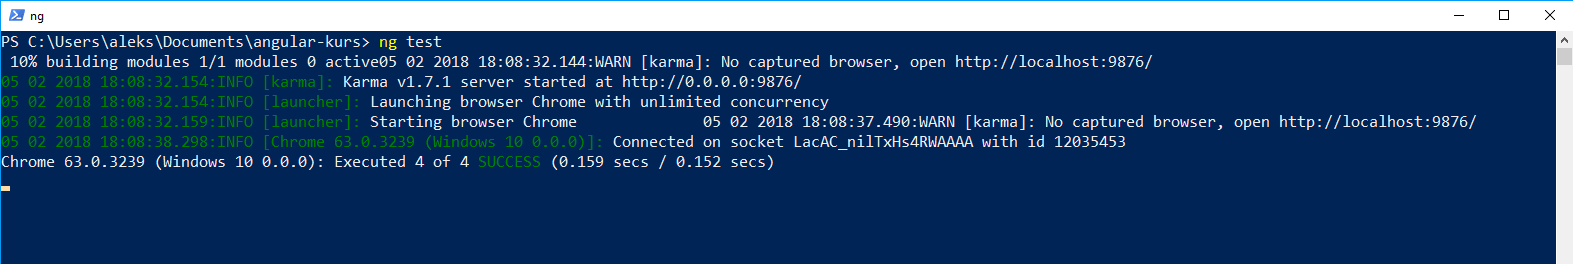 ng
PS C:\Users\aleks\Documents\angular-kurs> ng test
10% building modules 1/1 modules 0 active05 02 2018 18:08:32.144:WARN [karma]: No captured browser, open http://localhost:9876/
05 02 2018 18:08:32.154:INFO [karma]: Karma v1.7.1 server started at http://0.0.0.0:9876/
05 02 2018 18:08:32.154:INFO [launcher]: Launching browser Chrome with unlimited concurrency
05 02 2018 18:08:32.159:INFO [launcher]: Starting browser Chrome 05 02 2018 18:08:37.490:WARN [karma]: No captured browser, open http://localhost:9876/
05 02 2018 18:08:38.298:INFO [Chrome 63.0.3239 (Windows 10 0.0.0)]: Connected on socket LacAC_nilTxHs4RWAAAA with id 12035453
Chrome 63.0.3239 (Windows 10 0.0.0): Executed 4 of 4 SUCCESS (0.159 secs / 0.152 secs)